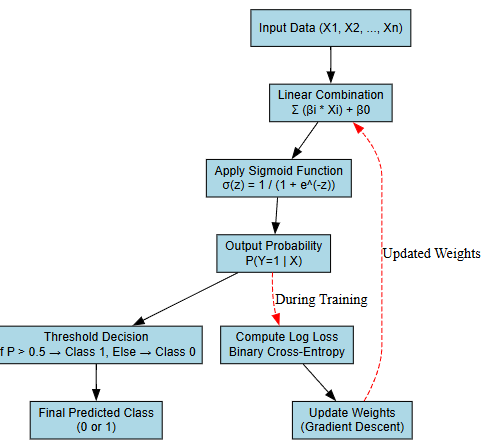 Input Data (X1, X2, ..., Xn)
Linear Combination
Σ (βi * Xi) + β0
Apply Sigmoid Function
σ(z) = 1 / (1 + e^(-z))
Output Probability
P(Y=1 | X)
Updated Weights
During Training
Threshold Decision
f P > 0.5 → Class 1, Else → Class 0
Compute Log Loss
Binary Cross-Entropy
Final Predicted Class
(0 or 1)
Update Weights
(Gradient Descent)